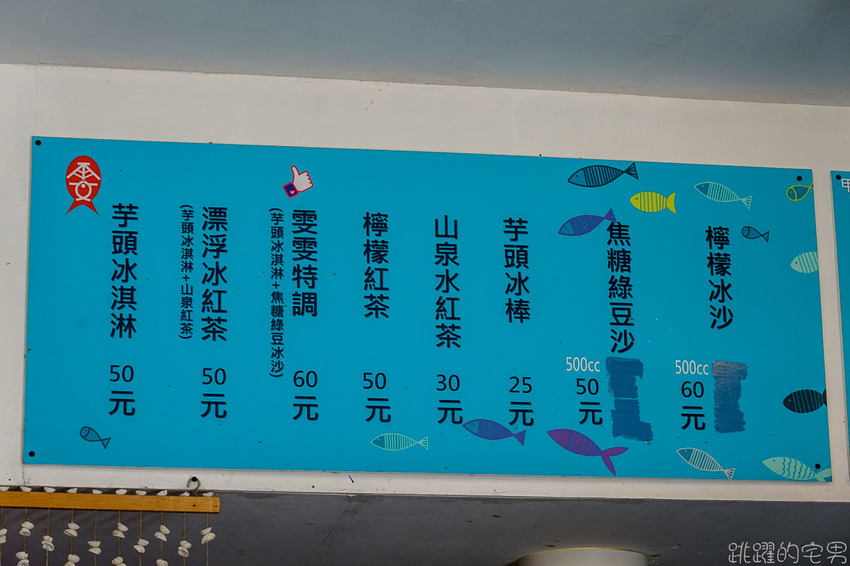 雯
檸檬冰沙
500cc
60
元
焦糖綠豆沙
500cc
50
元
芋頭冰棒
25
元
山泉水紅茶
30
元
檸檬紅茶
50
元
雯雯特調
(芋頭冰淇淋+焦糖綠豆冰沙)
60
元
漂浮冰紅茶
(芋頭冰淇淋+山泉紅茶)
50
元
芋頭冰淇淋
50
元
跳躍的宅男